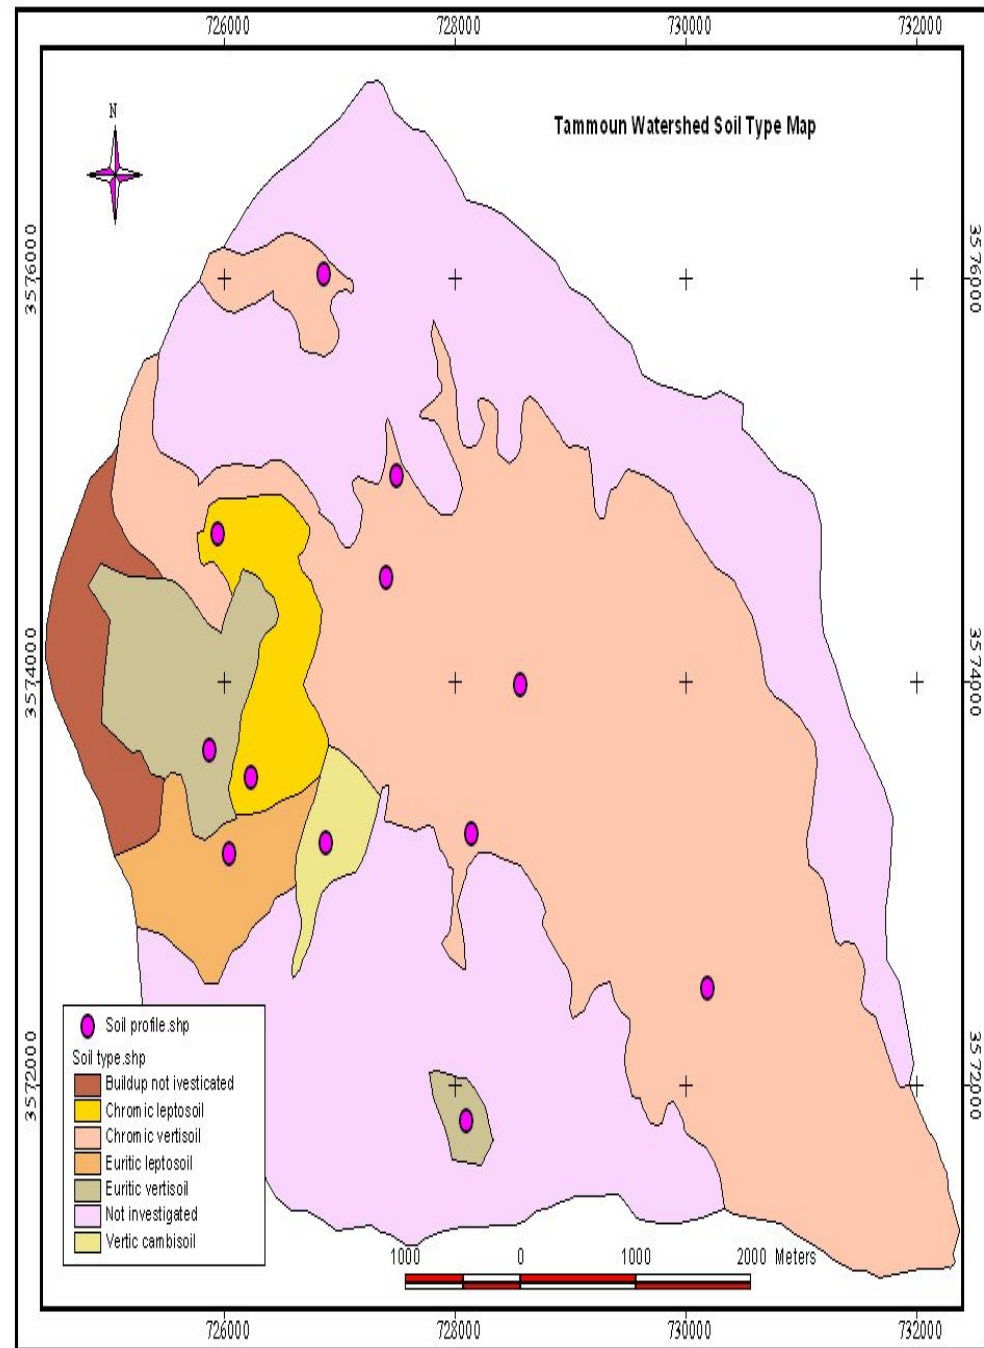 726000 728000 730000 732000
N
Tammoun Watershed Soil Type Map
3576000 3576000
3574000 3574000
3572000 3572000
Soil profile.shp
Soil type.shp
Buildup not ivesticated
Chromic leptosoil
Chromic vertisoil
Euritic leptosoil
Euritic vertisoil
Not investigated
Vertic cambisoil
1000 0 1000 2000 Meters
726000 728000 730000 732000